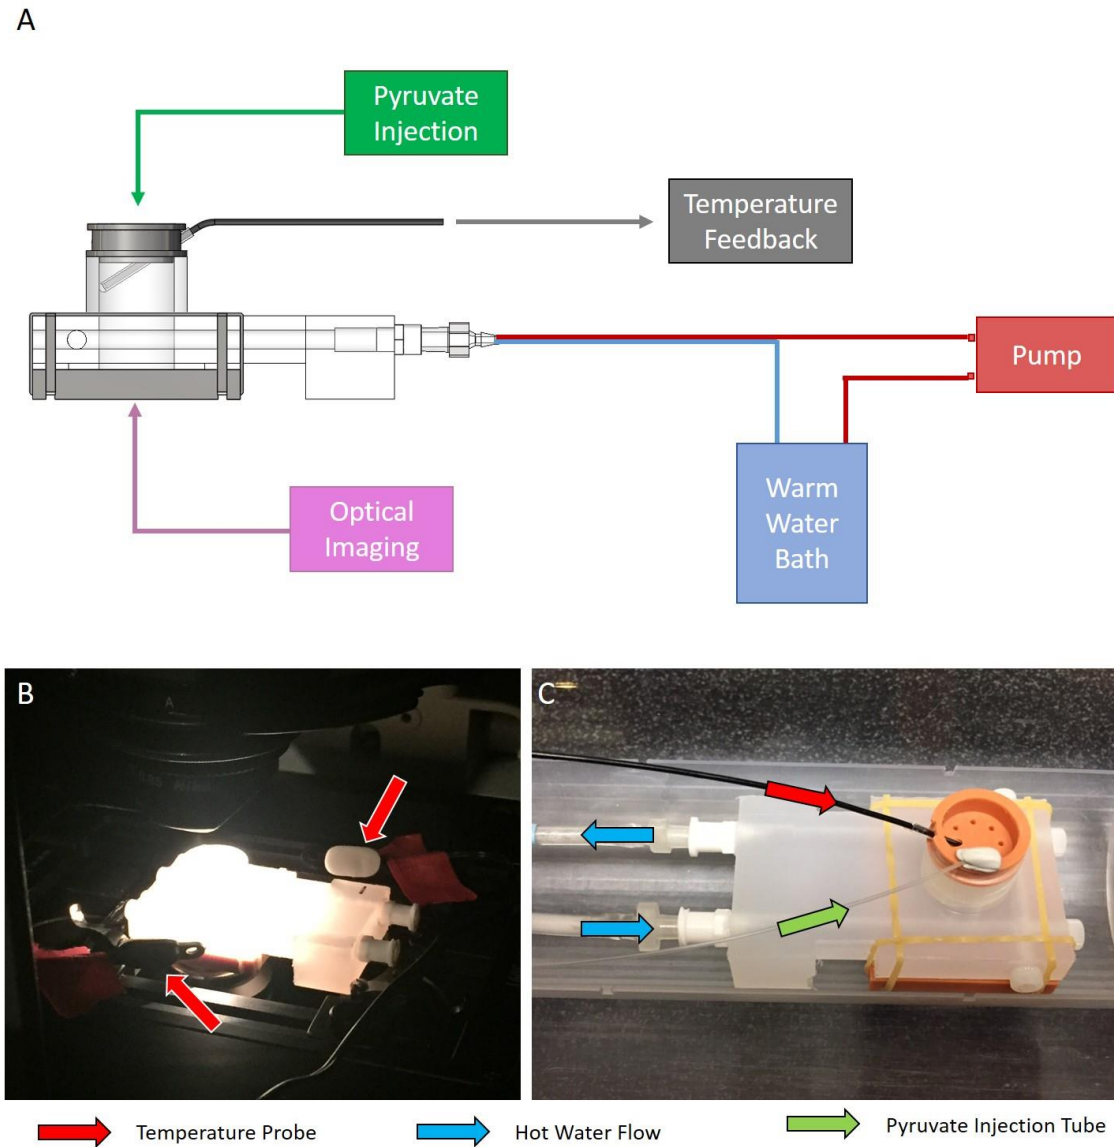 A
Pyruvate
Injection
Temperature
Feedback
Pump
Warm
Water
Bath
Optical
Imaging
B
A
C
Temperature Probe
Hot Water Flow
Pyruvate Injection Tube